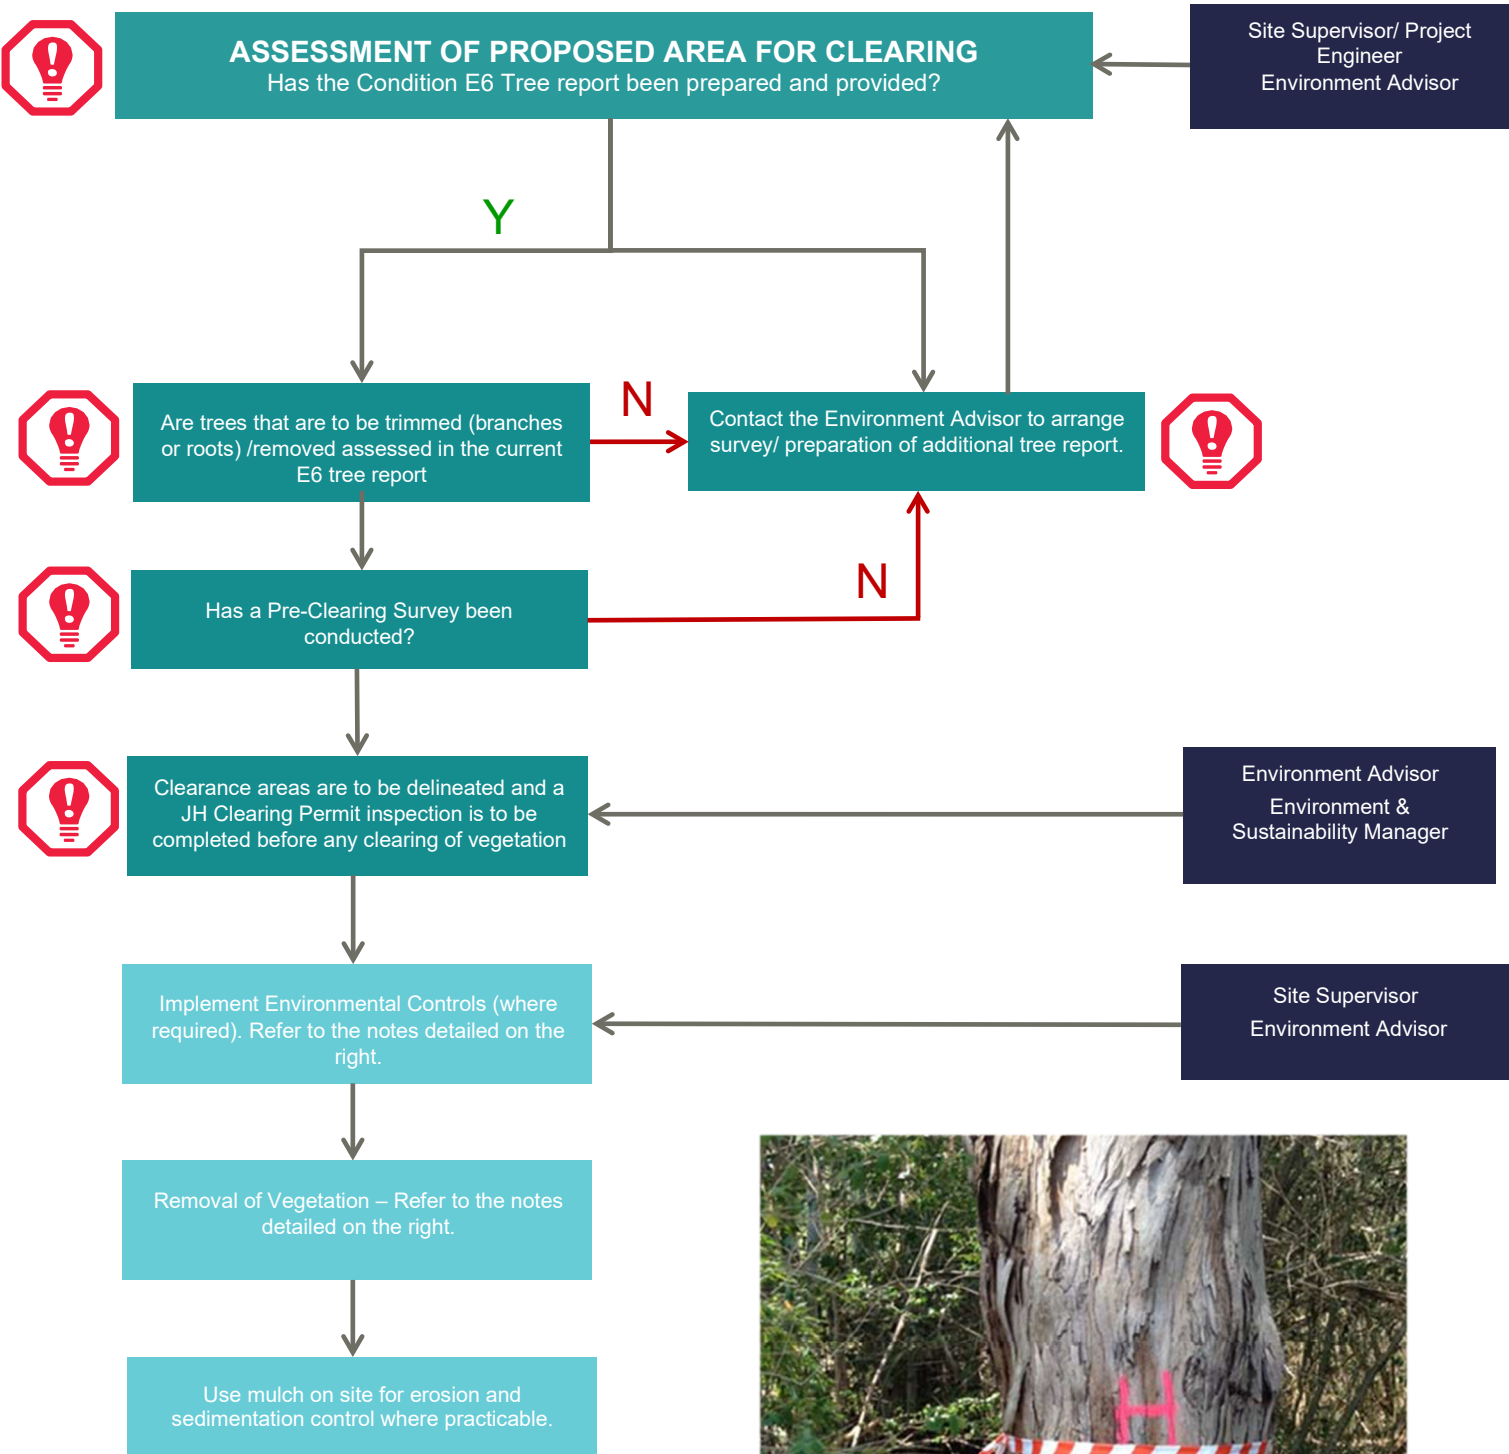 ASSESSMENT OF PROPOSED AREA FOR CLEARING
Has the Condition E6 Tree report been prepared and provided?
Site Supervisor/ Project
Engineer
Environment Advisor
Y
Are trees that are to be trimmed (branches
or roots) /removed assessed in the current
E6 tree report
N
Contact the Environment Advisor to arrange
survey/ preparation of additional tree report.
Has a Pre-Clearing Survey been
conducted?
N
Clearance areas are to be delineated and a
JH Clearing Permit inspection is to be
completed before any clearing of vegetation
Environment Advisor
Environment &
Sustainability Manager
Implement Environmental Controls (where
required). Refer to the notes detailed on the
right.
Site Supervisor
Environment Advisor
Removal of Vegetation – Refer to the notes
detailed on the right.
Use mulch on site for erosion and
sedimentation control where practicable.
H